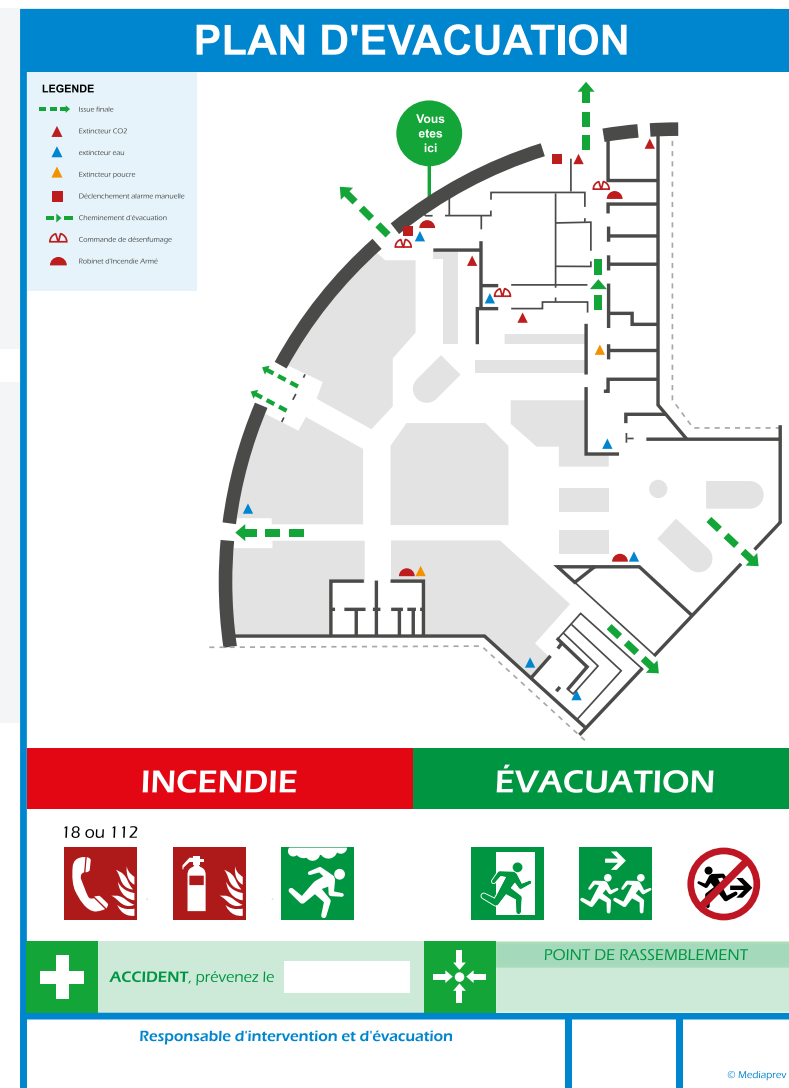 PLAN D'EVACUATION
LEGENDE
Issue finale
Extincteur CO2
extincteur eau
Extincteur poucre
Déclenchement alarme manuelle
Cheminement d'évacuation
Commande de désenfumage
Robinet d'Incendie Armé
Vous
etes
ici
INCENDIE
ÉVACUATION
18 ou 112
ACCIDENT, prévenez le
POINT DE RASSEMBLEMENT
Responsable d'intervention et d'évacuation
© Mediaprev